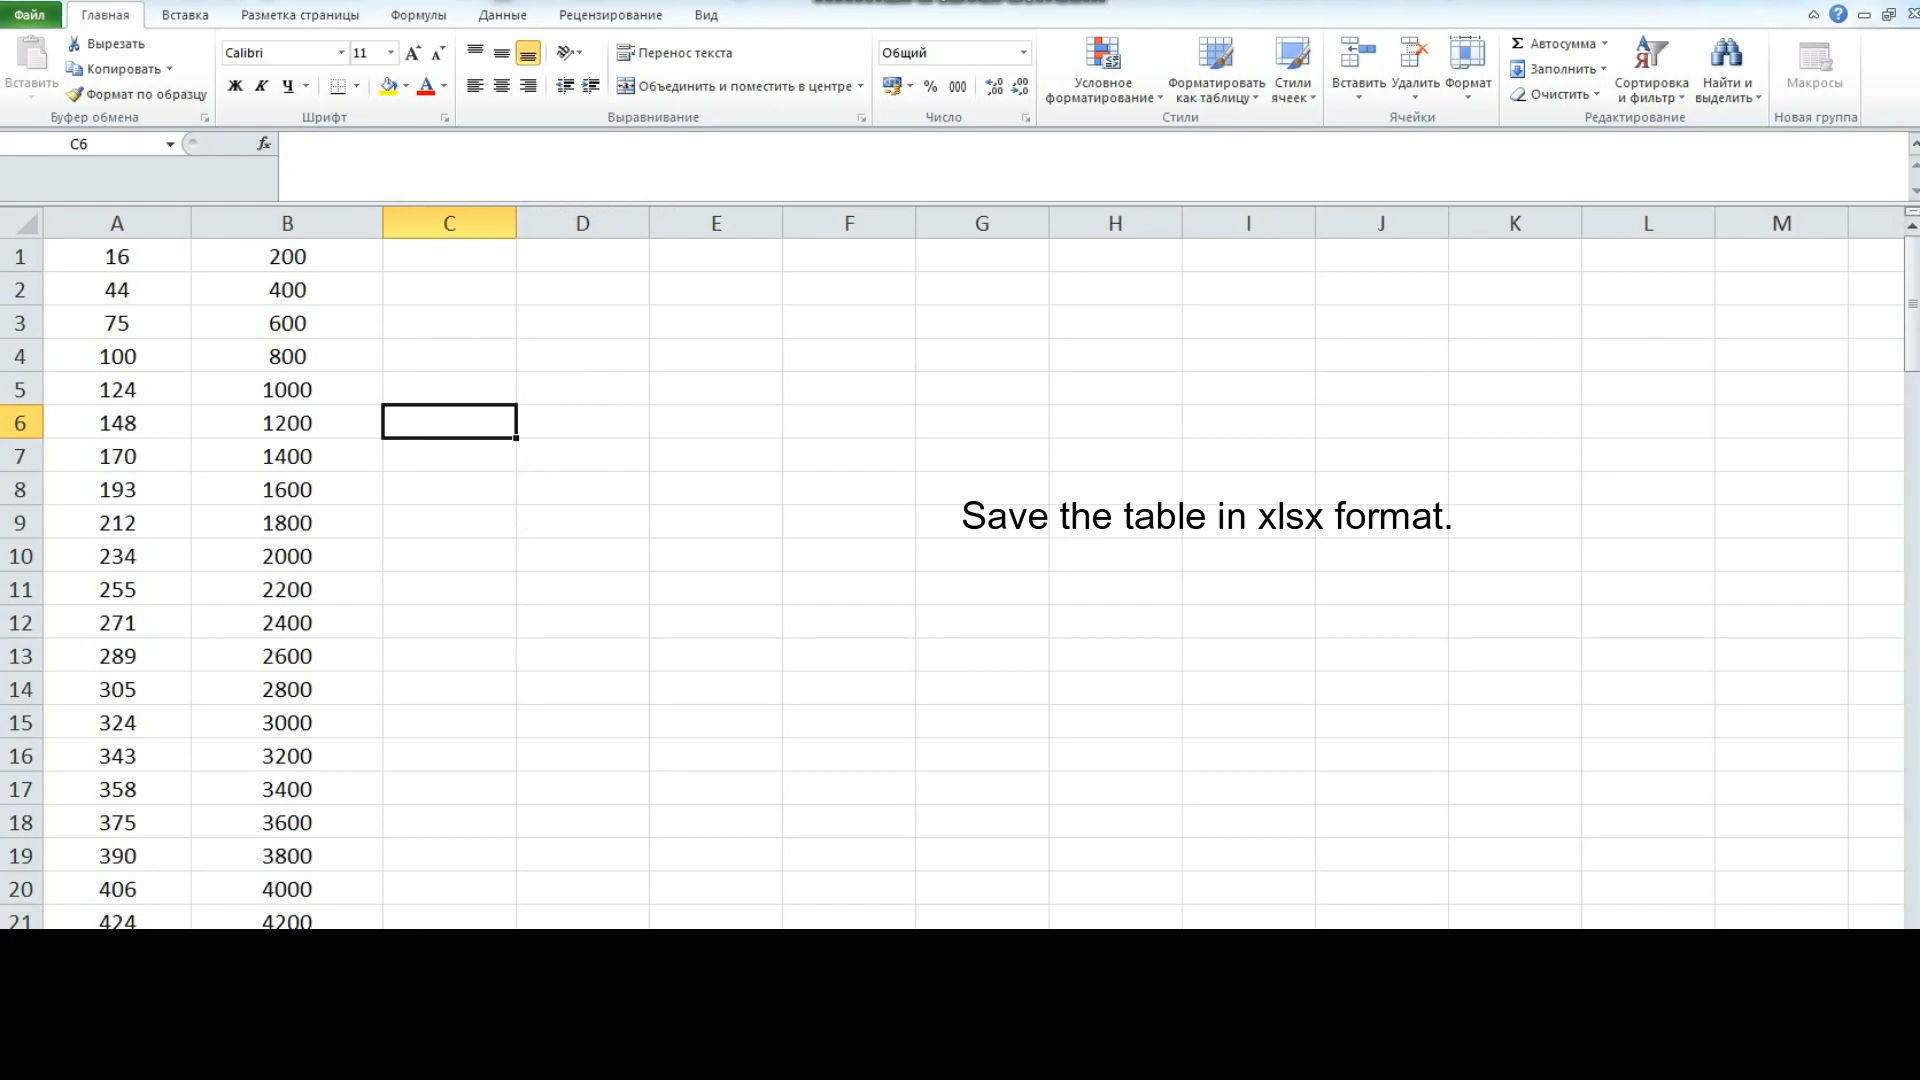 Файл Главная Вставка Разметка страницы Формулы Данные Рецензирование Вид
Вставить
Вырезать
Копировать
Формат по образцу
Буфер обмена
Calibri 11
Ж К Ч
Шрифт
Перенос текста
Объединить и поместить в центре
Выравнивание
Общий
% 000
Число
Условное форматирование
Форматировать как таблицу
Стили ячеек
Стили
Вставить Удалить Формат
Ячейки
Σ Автосумма
Заполнить
Очистить
Сортировка и фильтр
Найти и выделить
Редактирование
Макросы
Новая группа
C6 fx
A B C D E F G H I J K L M
1 16 200
2 44 400
3 75 600
4 100 800
5 124 1000
6 148 1200
7 170 1400
8 193 1600
9 212 1800
Save the table in xlsx format.
10 234 2000
11 255 2200
12 271 2400
13 289 2600
14 305 2800
15 324 3000
16 343 3200
17 358 3400
18 375 3600
19 390 3800
20 406 4000
21 424 4200